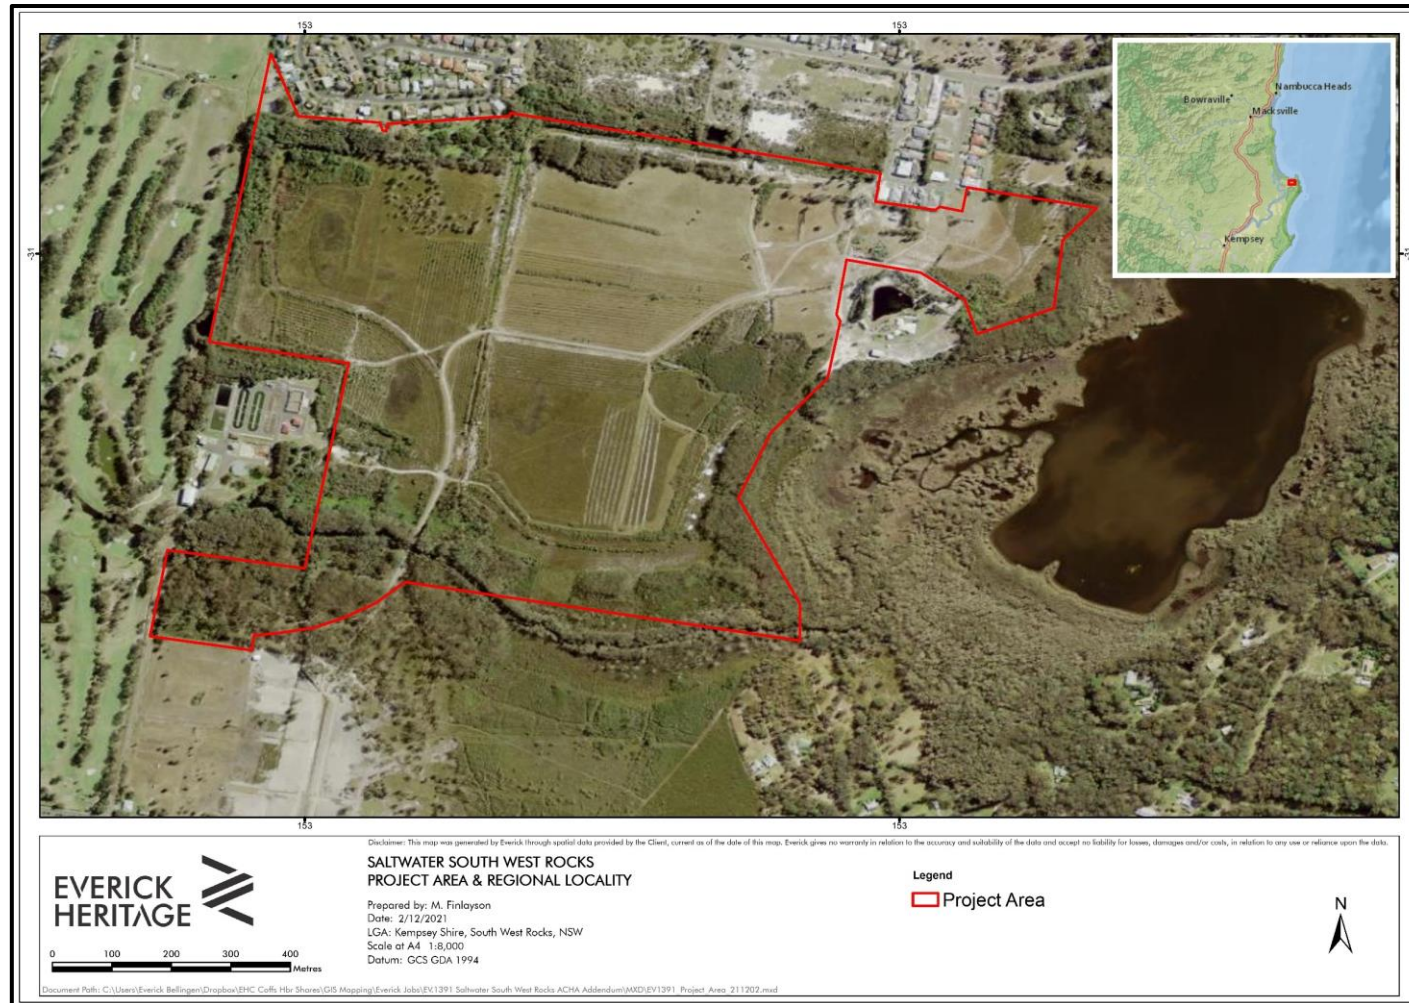 153
153
Nambucca Heads
Bowraville
Macksville
Kempsey
-31
-31
153
153
Disclaimer: This map was generated by Everick through spatial data provided by the Client, current as of the date of this map. Everick gives no warranty in relation to the accuracy and suitability of the data and accept no liability for losses, damages and/or costs, in relation to any use or reliance upon the data.
EVERICK
HERITAGE
0 100 200 300 400
Metres
SALTWATER SOUTH WEST ROCKS
PROJECT AREA & REGIONAL LOCALITY
Prepared by: M. Finlayson
Date: 2/12/2021
LGA: Kempsey Shire, South West Rocks, NSW
Scale at A4 1:8,000
Datum: GCS GDA 1994
Legend
Project Area
N
Document Path: C:\Users\Everick Bellingen\Dropbox\EHC Coffs Hbr Shares\GIS Mapping\Everick Jobs\EV.1391 Saltwater South West Rocks ACHA Addendum\MXD\EV1391_Project_Area_211202.mxd